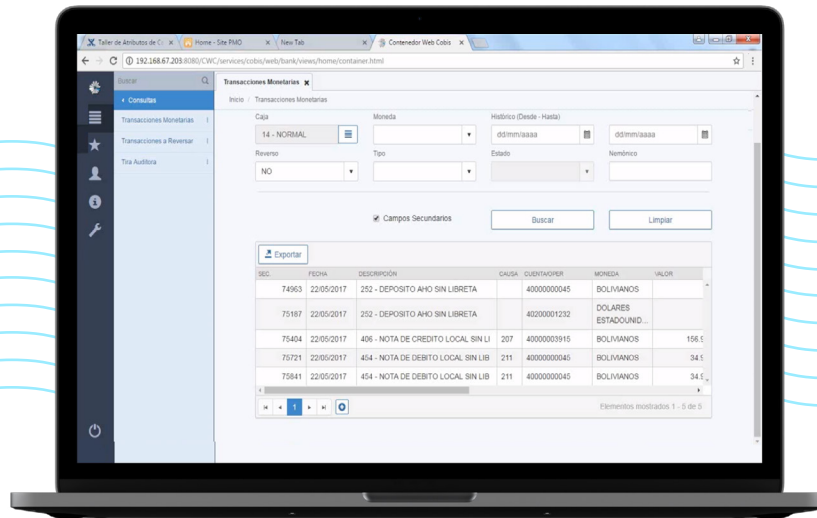 Taller de Atributos de C
Home - Site PMO
New Tab
Contenedor Web Cobis
192.168.67.203:8080/CWC/services/cobis/web/bank/views/home/container.html
Buscar
Transacciones Monetarias
Consultas
Inicio / Transacciones Monetarias
Transacciones Monetarias
Transacciones a Reversar
Tira Auditora
Caja
Moneda
Histórico (Desde - Hasta)
14 - NORMAL
dd/mm/aaaa
dd/mm/aaaa
Reverso
Tipo
Estado
Nemónico
NO
Campos Secundarios
Buscar
Limpiar
Exportar
SEC. FECHA DESCRIPCIÓN CAUSA CUENTA/OPER MONEDA VALOR
74963 22/05/2017 252 - DEPOSITO AHO SIN LIBRETA 40000000045 BOLIVIANOS
75187 22/05/2017 252 - DEPOSITO AHO SIN LIBRETA 40200001232 DOLARES
ESTADOUNID...
75404 22/05/2017 406 - NOTA DE CREDITO LOCAL SIN LI 207 40000003915 BOLIVIANOS 156.9
75721 22/05/2017 454 - NOTA DE DEBITO LOCAL SIN LIB 211 40000000045 BOLIVIANOS 34.9
75841 22/05/2017 454 - NOTA DE DEBITO LOCAL SIN LIB 211 40000000045 BOLIVIANOS 34.9
1
Elementos mostrados 1 - 5 de 5